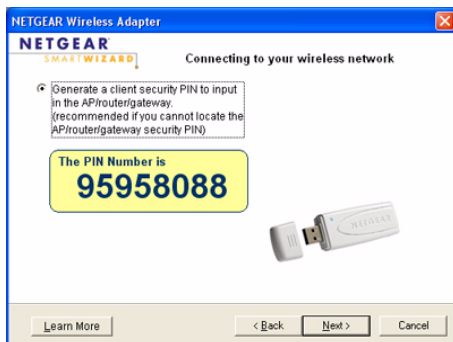 NETGEAR Wireless Adapter
NETGEAR
SMARTWIZARD
Connecting to your wireless network
Generate a client security PIN to input
in the AP/router/gateway.
(recommended if you cannot locate the
AP/router/gateway security PIN)
The PIN Number is
95958088
NETGEAR
Learn More
< Back
Next >
Cancel